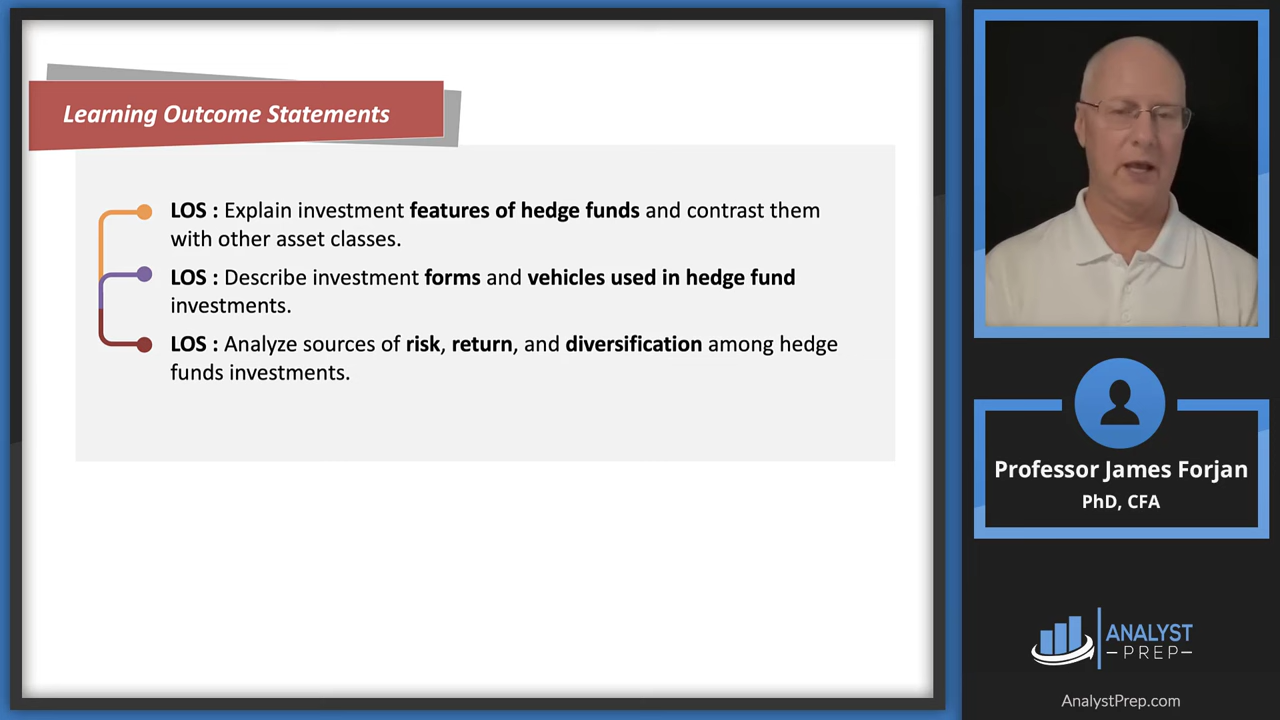 Learning Outcome Statements
LOS : Explain investment features of hedge funds and contrast them
with other asset classes.
LOS : Describe investment forms and vehicles used in hedge fund
investments.
LOS : Analyze sources of risk, return, and diversification among hedge
funds investments.
Professor James Forjan
PhD, CFA
ANALYST
PREP
AnalystPrep.com